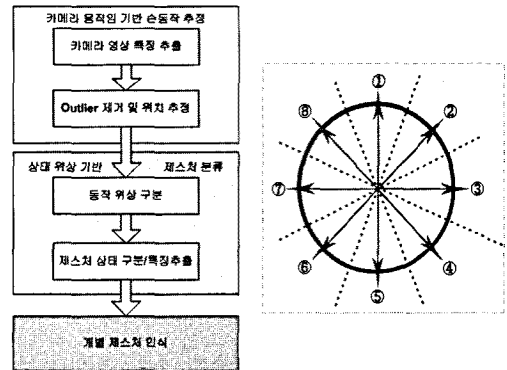 카메라 움직임 기반 손동작 추정
카메라 영상 특징 추출
Outlier 제거 및 위치 추정
상태 위상 기반 제스처 분류
동작 위상 구분
제스처 상태 구분/특징추출
개별 제스처 인식
①
②
③
④
⑤
⑥
⑦
⑧